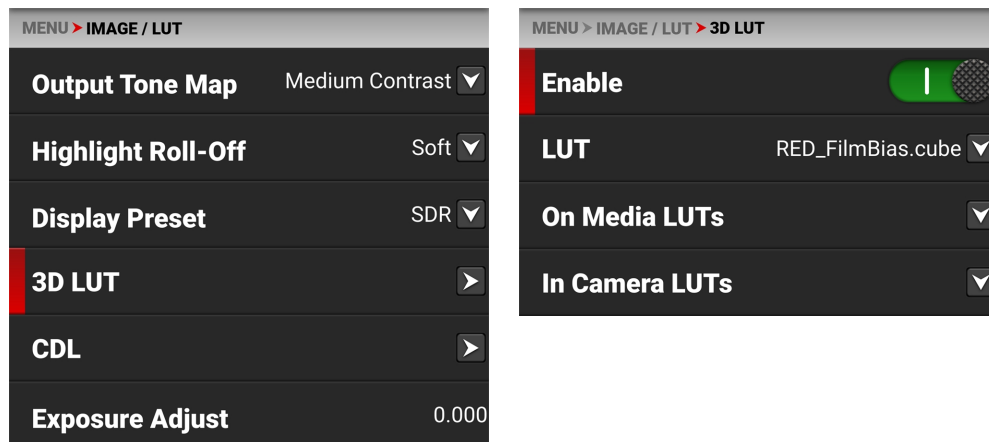 MENU > IMAGE / LUT
Output Tone Map Medium Contrast
Highlight Roll-Off Soft
Display Preset SDR
3D LUT
CDL
Exposure Adjust 0.000
MENU > IMAGE / LUT > 3D LUT
Enable
LUT RED_FilmBias.cube
On Media LUTs
In Camera LUTs